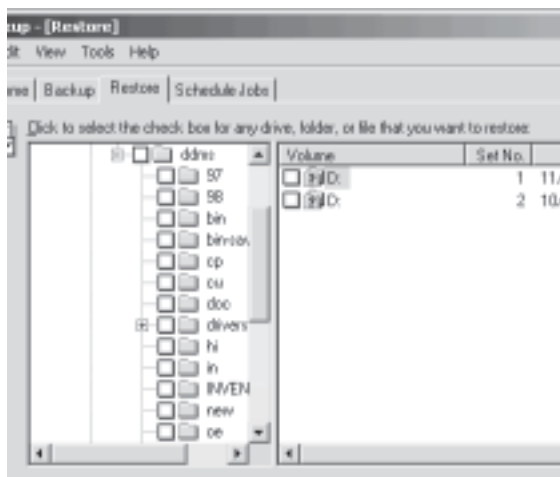 kup - [Restore]
dit View Tools Help
ome Backup Restore Schedule Jobs
Click to select the check box for any drive, folder, or file that you want to restore:
ddms
97
98
bin
bin-sav
cp
cu
doc
drivers
hi
in
INVEN
new
oe
Volume Set No.
D: 1 11/
D: 2 10/